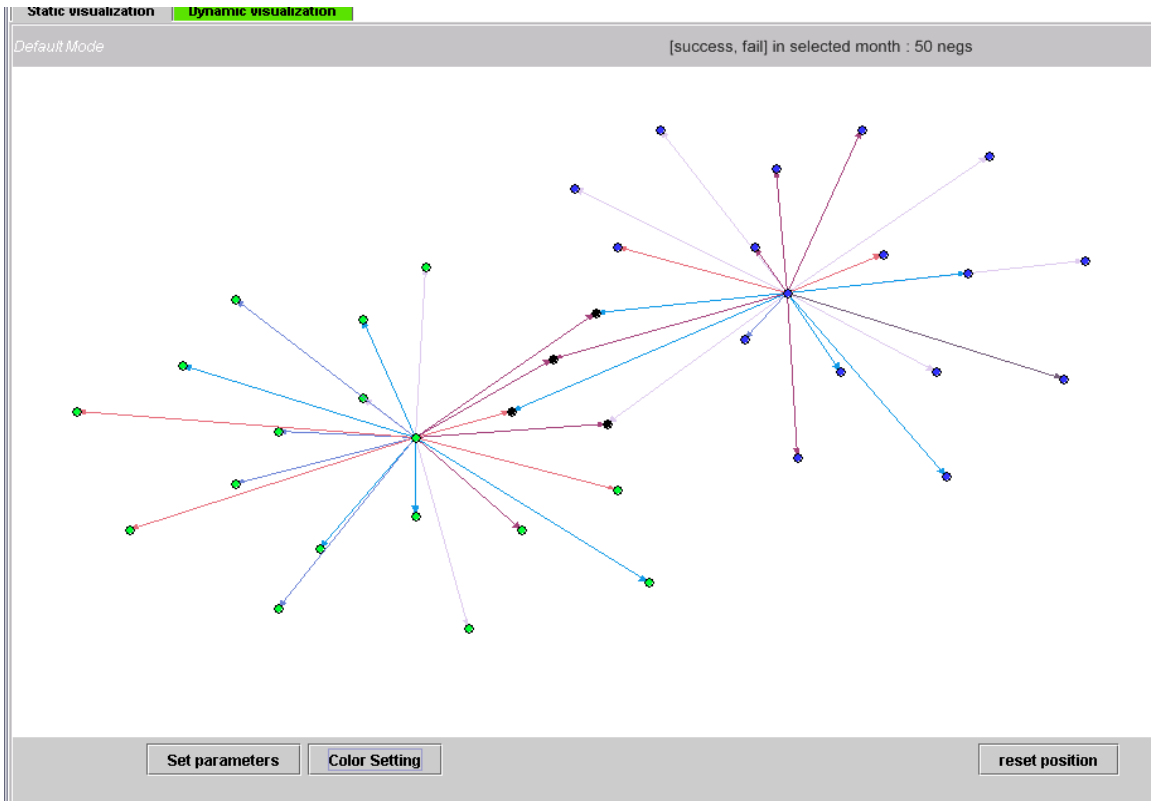 Static visualization
Dynamic visualization
Default Mode
[success, fail] in selected month : 50 negs
Set parameters
Color Setting
reset position